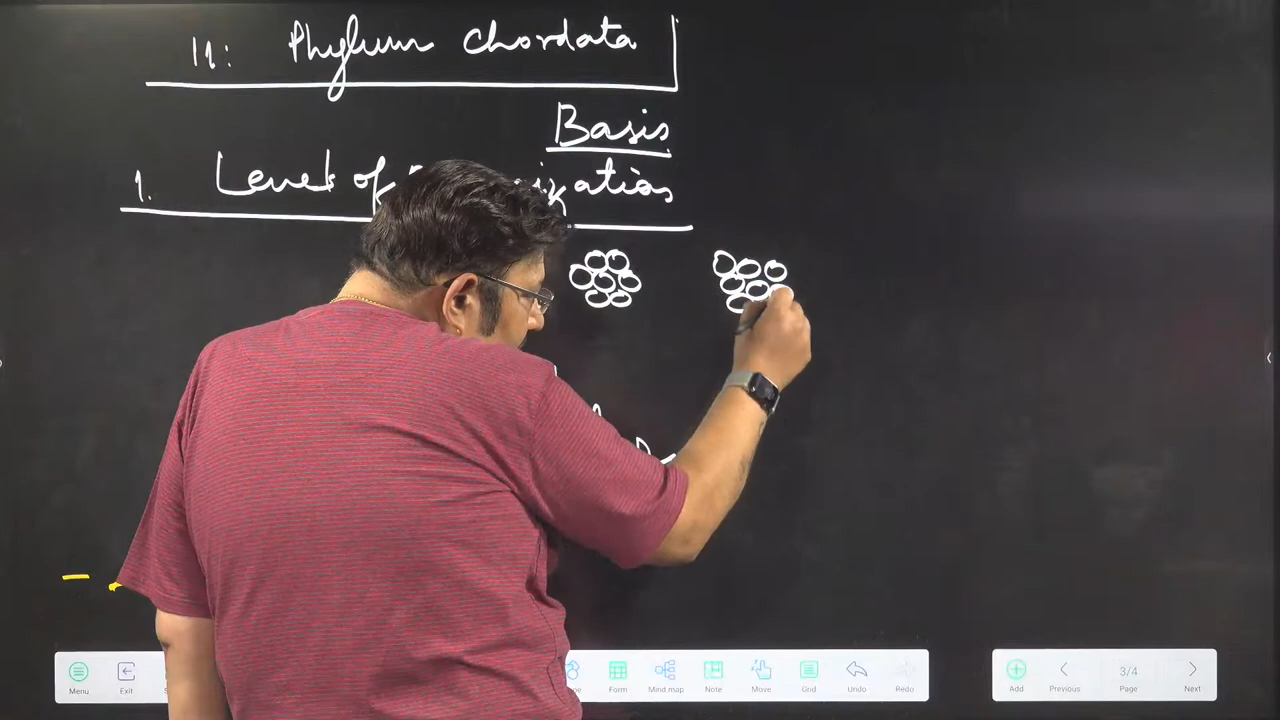 11: Phylum Chordata
Basis
1. Level of
Menu Exit Form Mind map Note Move Grid Undo Redo Add Previous 3/4 Page Next